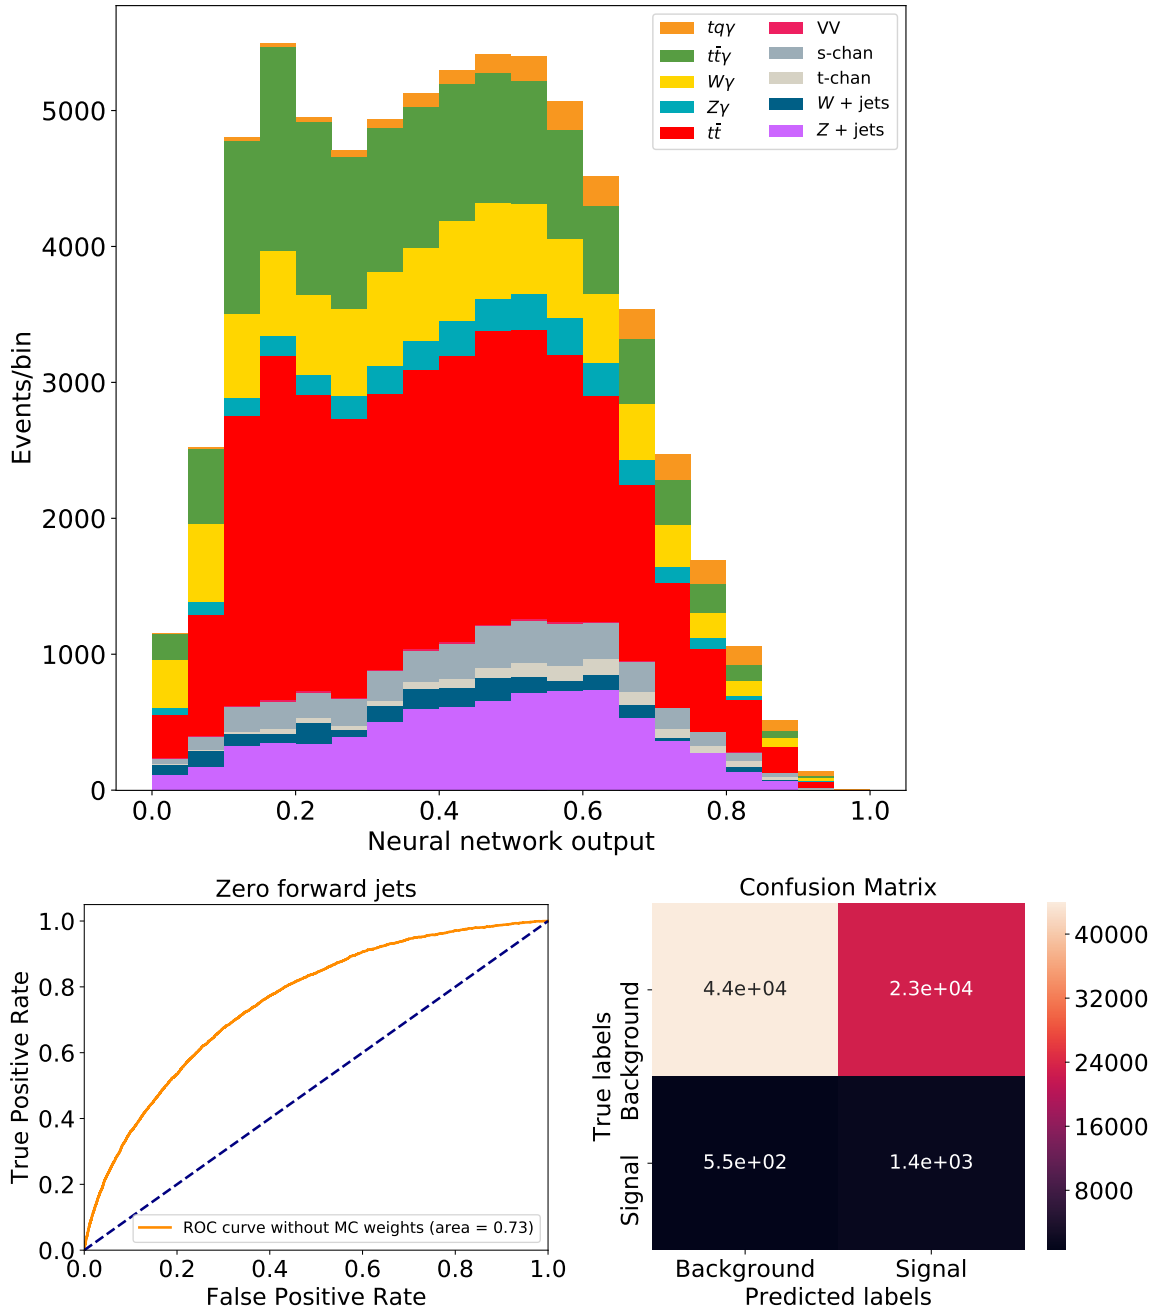 5000
4000
3000
2000
1000
0
Events/bin
0.0 0.2 0.4 0.6 0.8 1.0
Neural network output
tqγ
tt̄γ
Wγ
Zγ
tt̄
VV
s-chan
t-chan
W + jets
Z + jets
Zero forward jets
1.0
0.8
0.6
0.4
0.2
0.0
True Positive Rate
ROC curve without MC weights (area = 0.73)
0.0 0.2 0.4 0.6 0.8 1.0
False Positive Rate
Confusion Matrix
True labels
Background
Signal
4.4e+04 2.3e+04
5.5e+02 1.4e+03
Background Signal
Predicted labels
40000
32000
24000
16000
8000